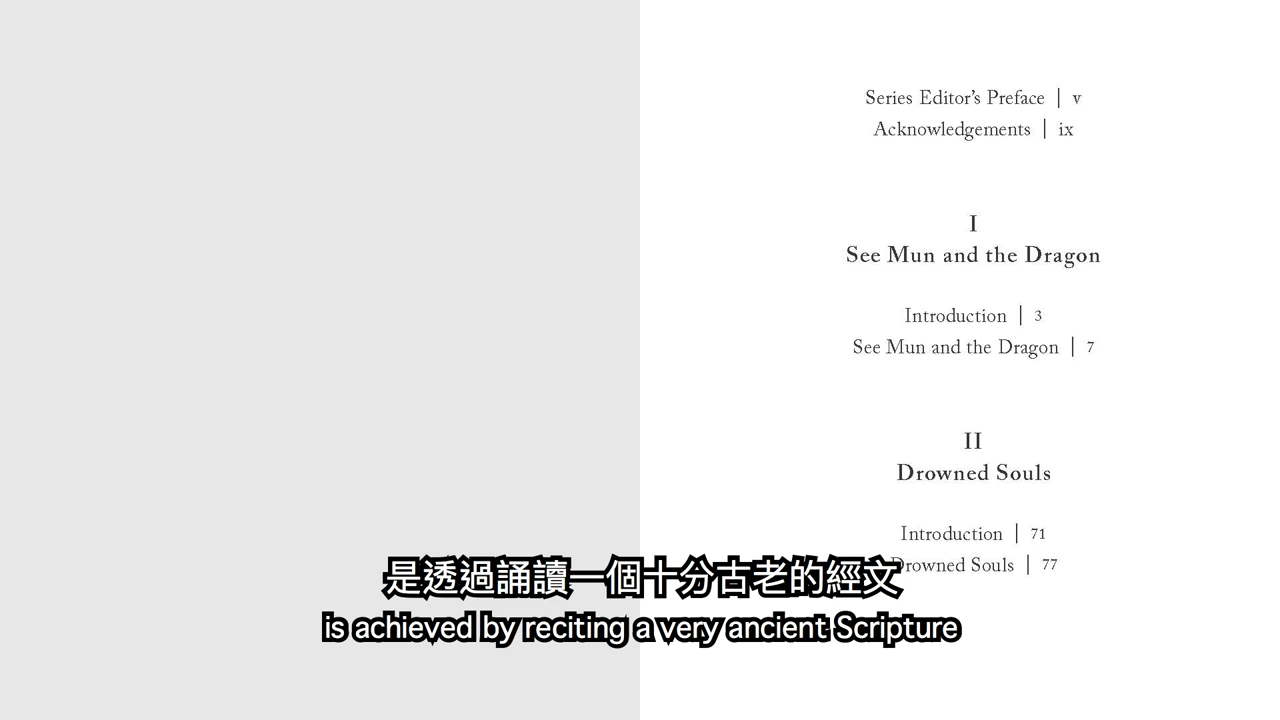 Series Editor's Preface | v
Acknowledgements | ix
I
See Mun and the Dragon
Introduction | 3
See Mun and the Dragon | 7
II
Drowned Souls
Introduction | 71
Drowned Souls | 77
是透過誦讀一個十分古老的經文
is achieved by reciting a very ancient Scripture